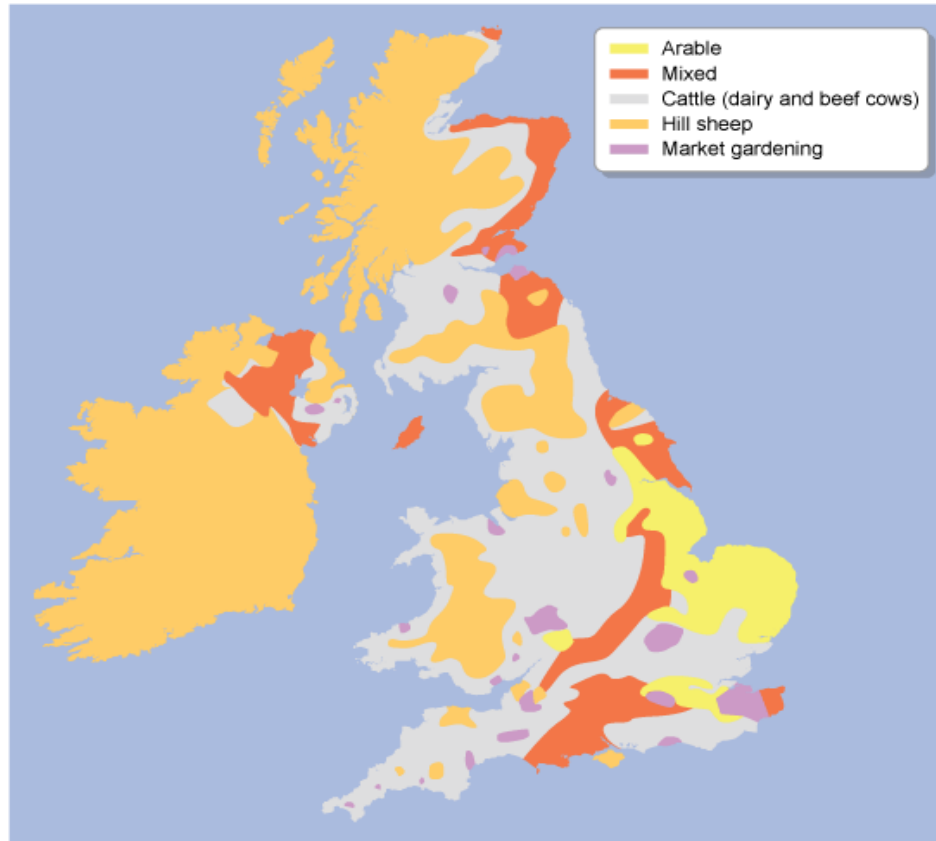 Arable
Mixed
Cattle (dairy and beef cows)
Hill sheep
Market gardening